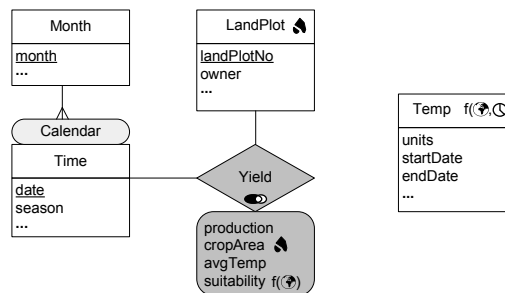 Month
month
...
Calendar
Time
date
season
...
LandPlot
landPlotNo
owner
...
Yield
production
cropArea
avgTemp
suitability f( )
Temp f( ,
units
startDate
endDate
...